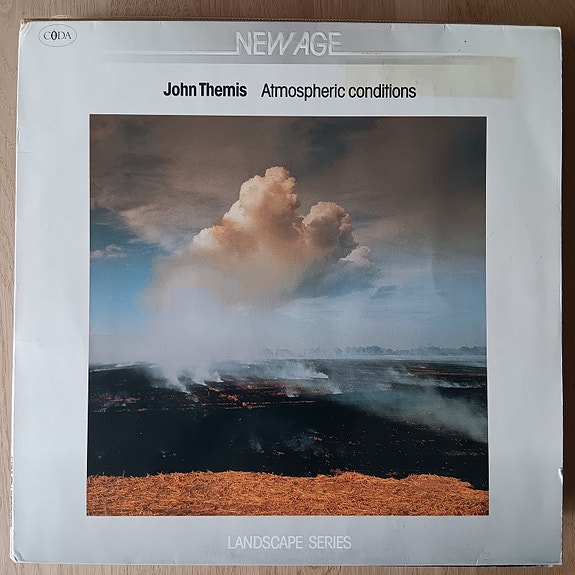 CODA
NEW AGE
John Themis Atmospheric conditions
LANDSCAPE SERIES